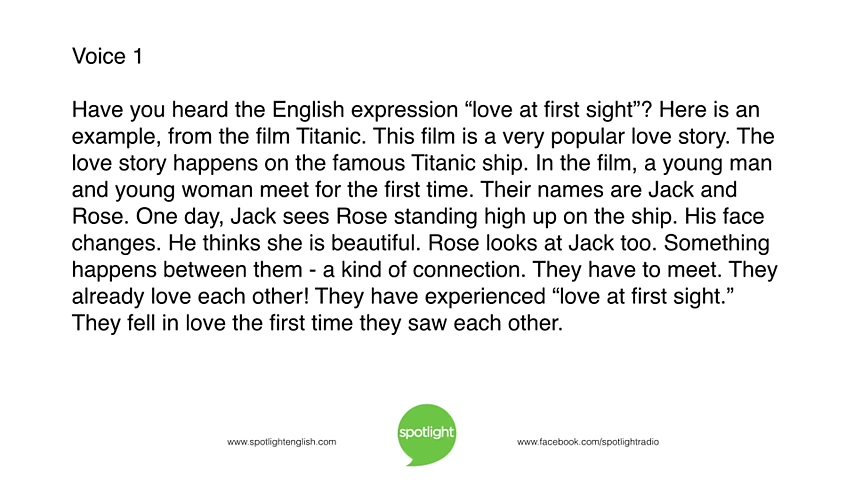 Voice 1
Have you heard the English expression “love at first sight”? Here is an
example, from the film Titanic. This film is a very popular love story. The
love story happens on the famous Titanic ship. In the film, a young man
and young woman meet for the first time. Their names are Jack and
Rose. One day, Jack sees Rose standing high up on the ship. His face
changes. He thinks she is beautiful. Rose looks at Jack too. Something
happens between them - a kind of connection. They have to meet. They
already love each other! They have experienced “love at first sight.”
They fell in love the first time they saw each other.
www.spotlightenglish.com
spotlight
www.facebook.com/spotlightradio